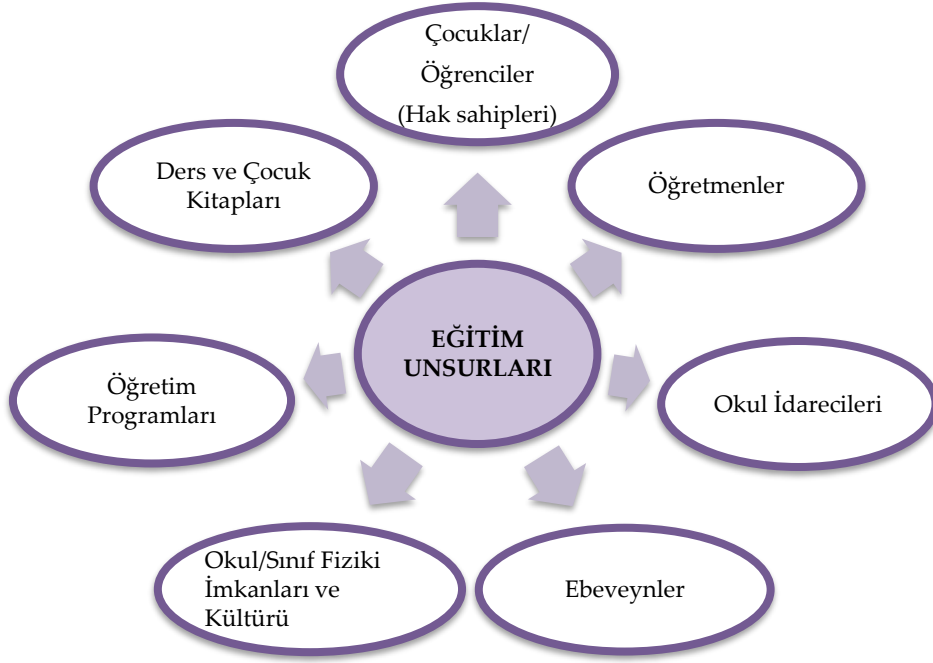 Çocuklar/
Öğrenciler
(Hak sahipleri)
Ders ve Çocuk
Kitapları
Öğretmenler
EĞİTİM
UNSURLARI
Öğretim
Programları
Okul İdarecileri
Okul/Sınıf Fiziki
İmkanları ve
Kültürü
Ebeveynler